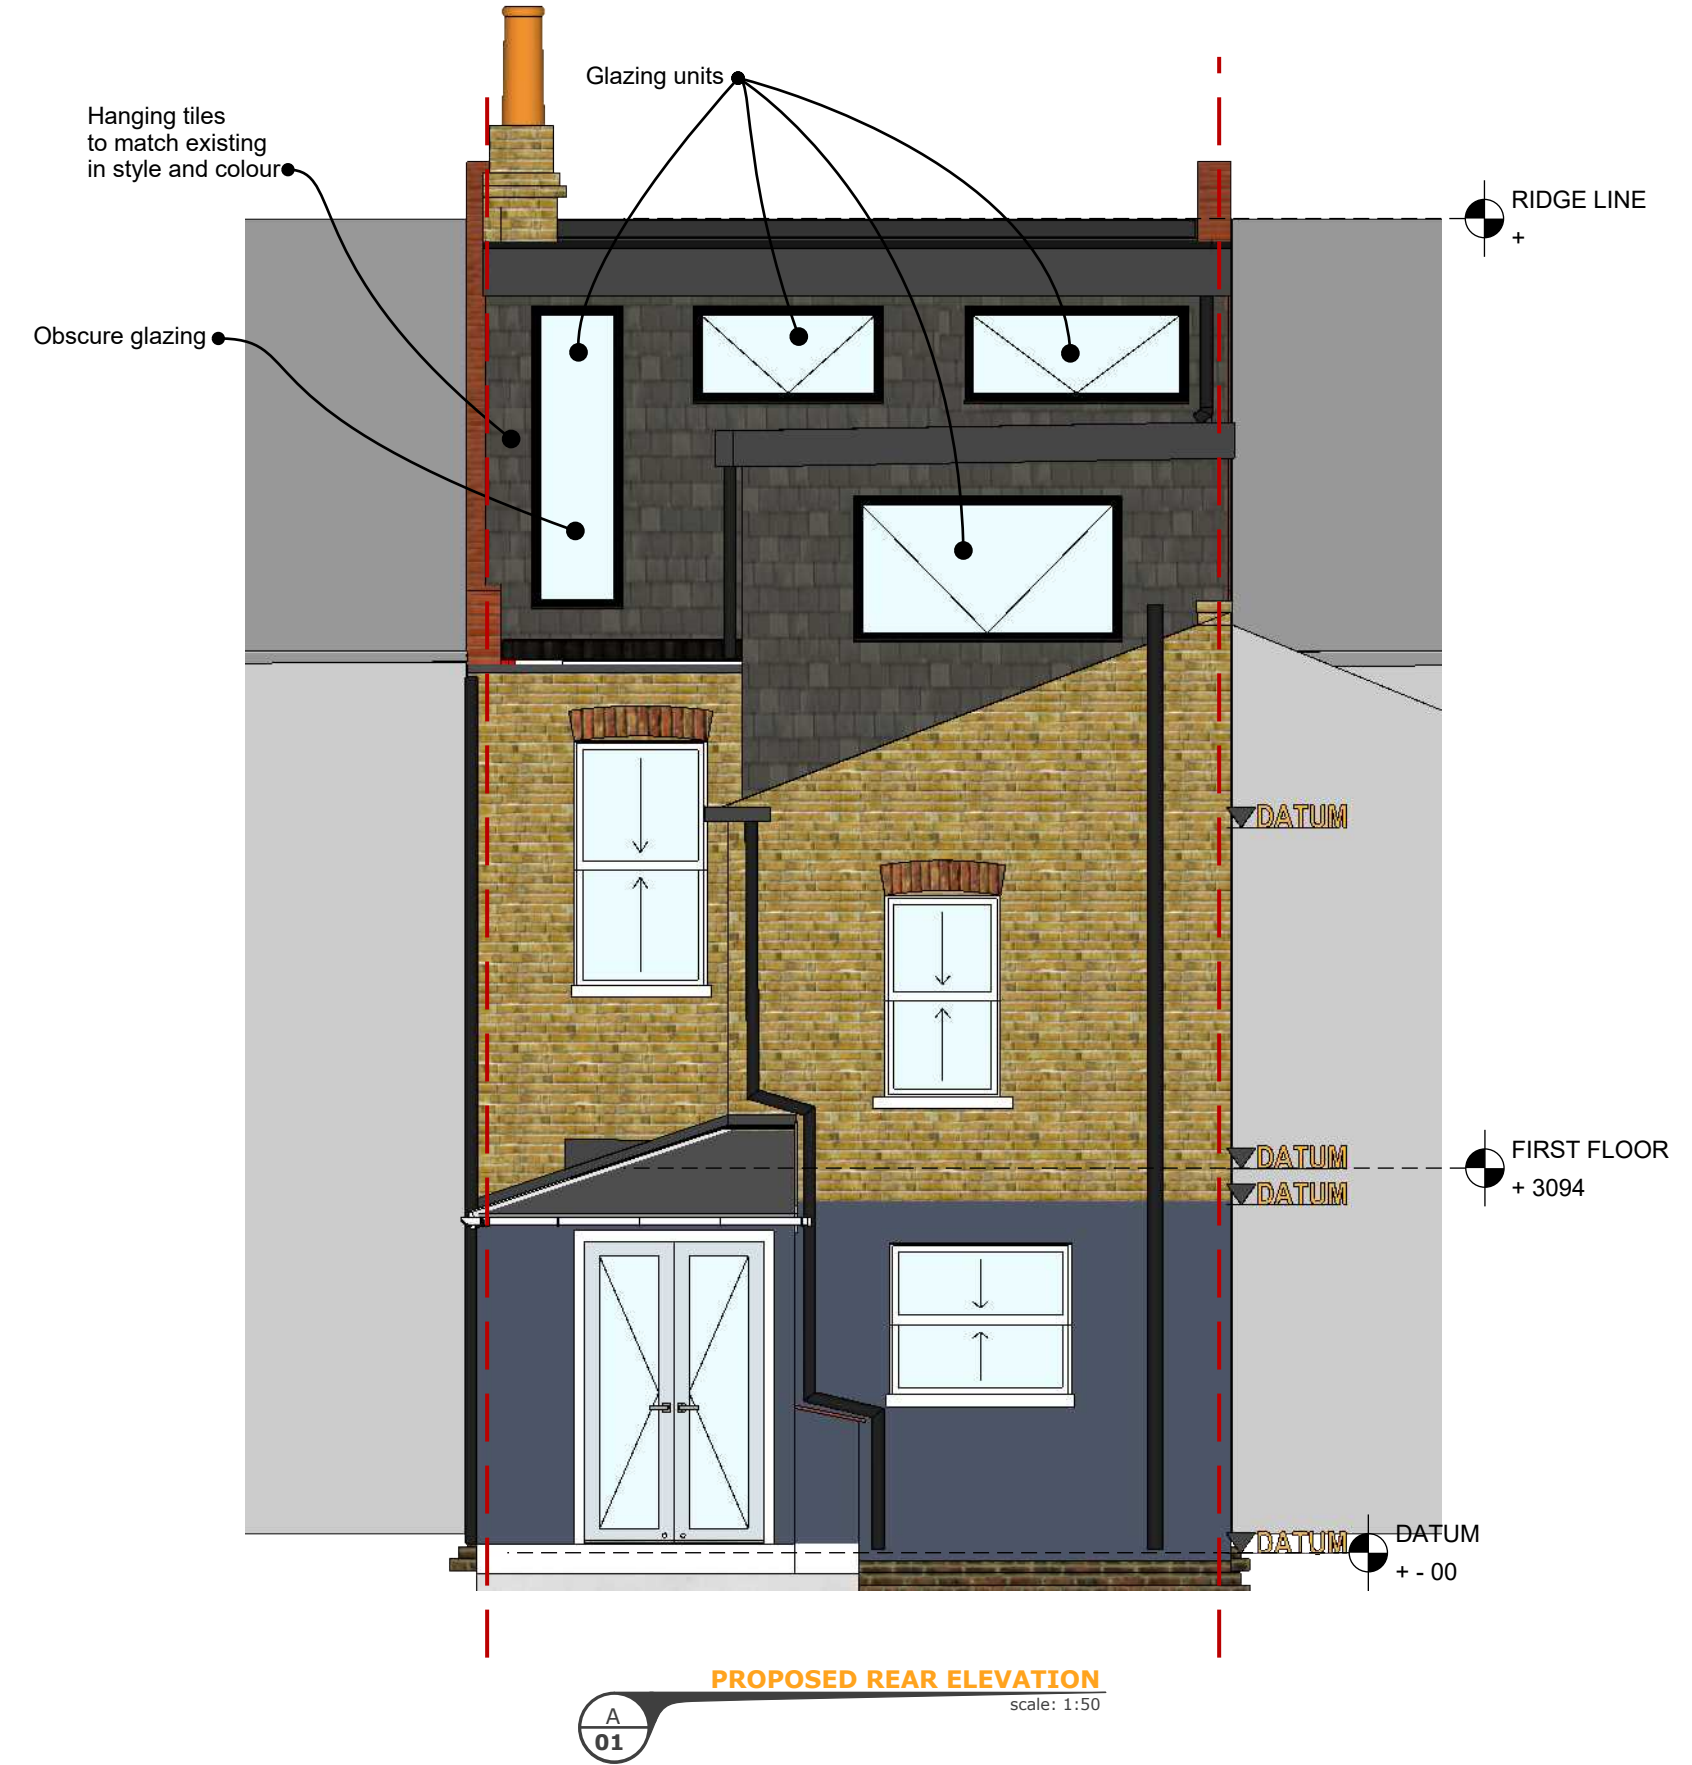 Glazing units
Hanging tiles
to match existing
in style and colour
RIDGE LINE
+
Obscure glazing
DATUM
FIRST FLOOR
+ 3094
DATUM
DATUM
DATUM
DATUM
+ - 00
PROPOSED REAR ELEVATION
scale: 1:50
A
01